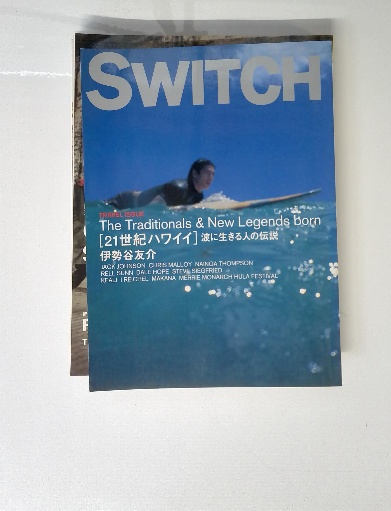 SWITCH
TRAVEL ISSUE
The Traditionals & New Legends born
[21世紀ハワイイ] 波に生きる人の伝説
伊勢谷友介
JACK JOHNSON CHRIS MALLOY NAINOA THOMPSON
RELL SUNN DALE HOPE STEVE SIEGFRIED
KEALI'I REICHEL MAKANA MERRIE MONARCH HULA FESTIVAL